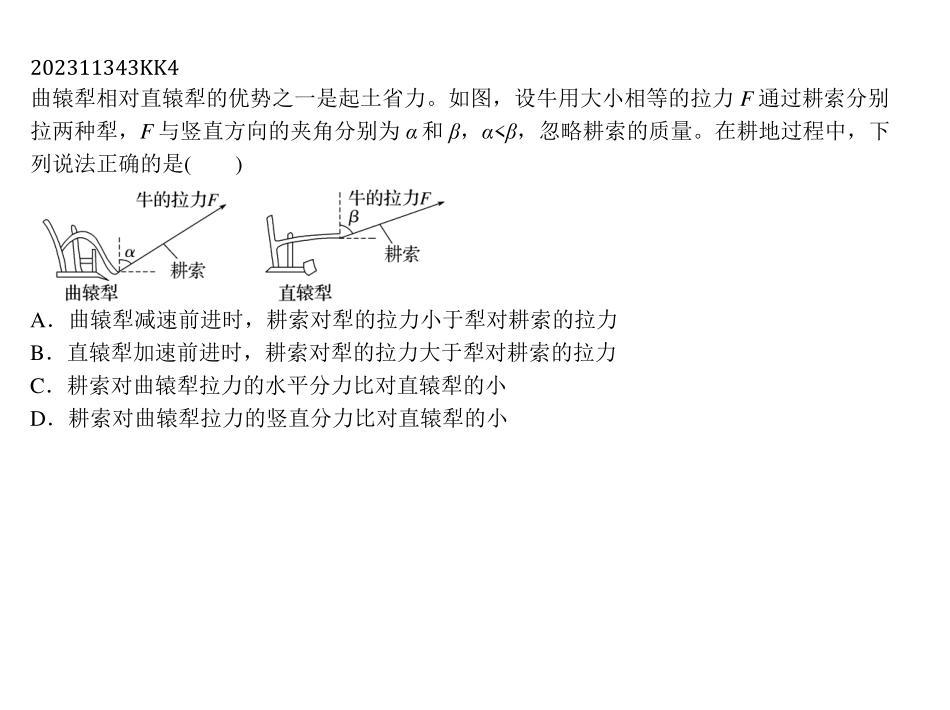 202311343KK4
曲辕犁相对直辕犁的优势之一是起土省力。如图，设牛用大小相等的拉力 F 通过耕索分别
拉两种犁，F 与竖直方向的夹角分别为 α 和 β，α<β，忽略耕索的质量。在耕地过程中，下
列说法正确的是(　　)
牛的拉力F
α
耕索
曲辕犁
牛的拉力F
β
耕索
直辕犁
A．曲辕犁减速前进时，耕索对犁的拉力小于犁对耕索的拉力
B．直辕犁加速前进时，耕索对犁的拉力大于犁对耕索的拉力
C．耕索对曲辕犁拉力的水平分力比对直辕犁的小
D．耕索对曲辕犁拉力的竖直分力比对直辕犁的小